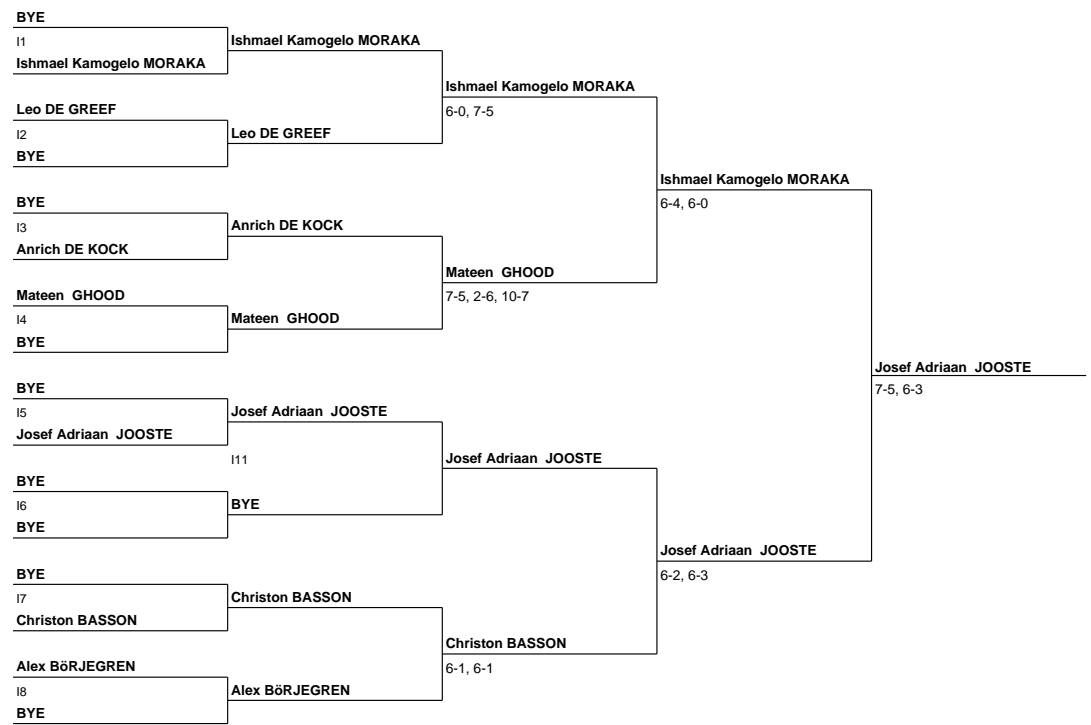 BYE
I1
Ishmael Kamogelo MORAKA
Leo DE GREEF
I2
BYE
BYE
I3
Anrich DE KOCK
Mateen  GHOOD
I4
BYE
BYE
I5
Josef Adriaan  JOOSTE
BYE
I6
BYE
BYE
I7
Christon BASSON
Alex BöRJEGREN
I8
BYE
Ishmael Kamogelo MORAKA
Leo DE GREEF
Anrich DE KOCK
Mateen  GHOOD
Josef Adriaan  JOOSTE
I11
BYE
Christon BASSON
Alex BöRJEGREN
Ishmael Kamogelo MORAKA
6-0, 7-5
Mateen  GHOOD
7-5, 2-6, 10-7
Josef Adriaan  JOOSTE
Christon BASSON
6-1, 6-1
Ishmael Kamogelo MORAKA
6-4, 6-0
Josef Adriaan  JOOSTE
6-2, 6-3
Josef Adriaan  JOOSTE
7-5, 6-3